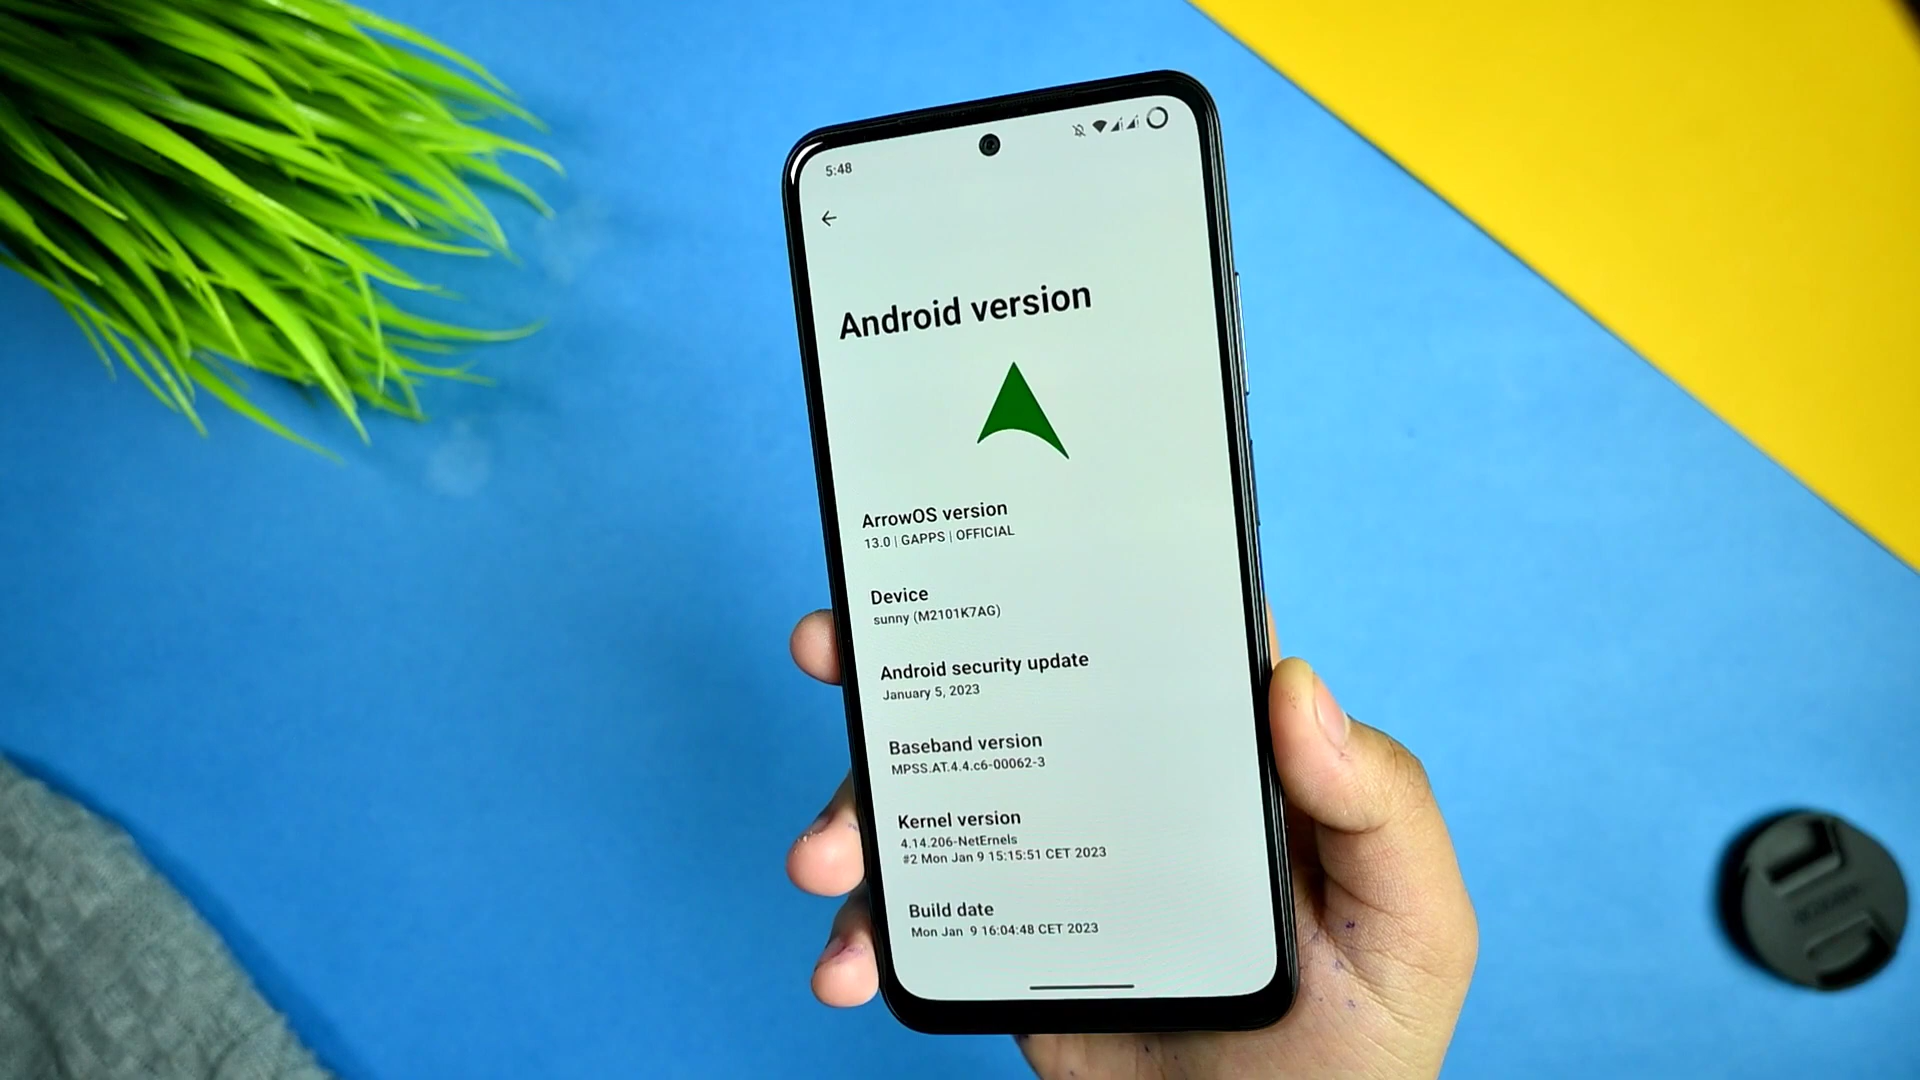 5:48
Android version
ArrowOS version
13.0 | GAPPS | OFFICIAL
Device
sunny (M2101K7AG)
Android security update
January 5, 2023
Baseband version
MPSS.AT.4.4.c6-00062-3
Kernel version
4.14.206-NetErnels
#2 Mon Jan 9 15:15:51 CET 2023
Build date
Mon Jan  9 16:04:48 CET 2023